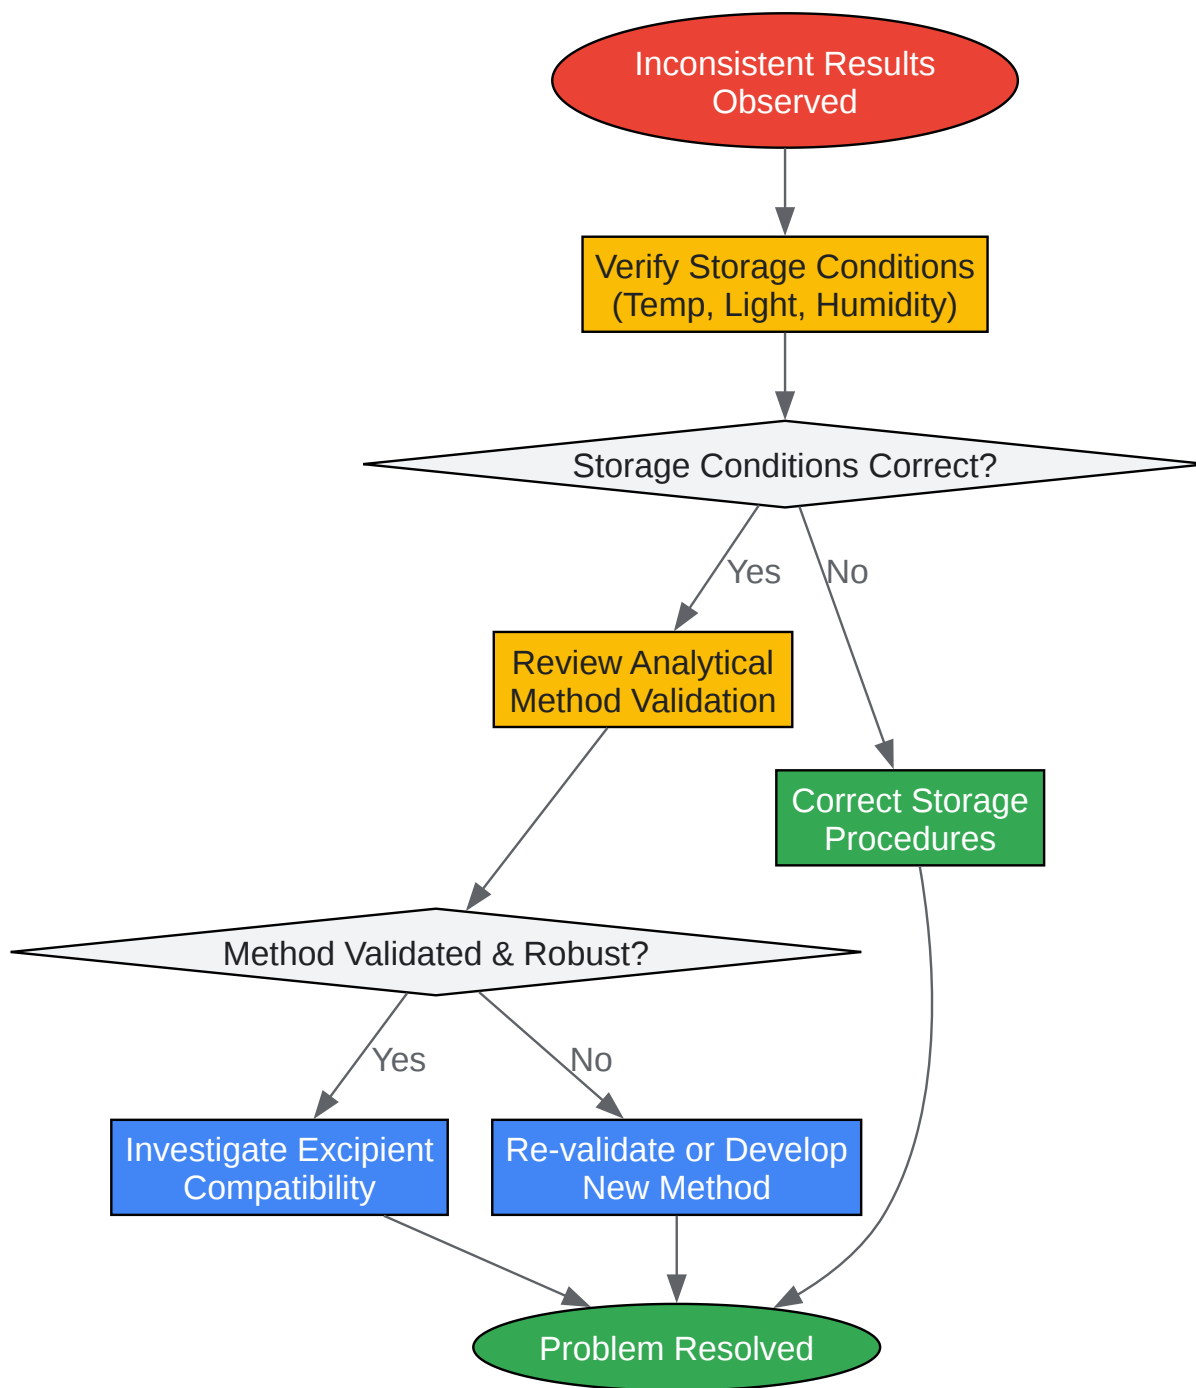 Inconsistent Results
Observed
Verify Storage Conditions
(Temp, Light, Humidity)
Storage Conditions Correct?
Yes
No
Review Analytical
Method Validation
Correct Storage
Procedures
Method Validated & Robust?
Yes
No
Investigate Excipient
Compatibility
Re-validate or Develop
New Method
Problem Resolved